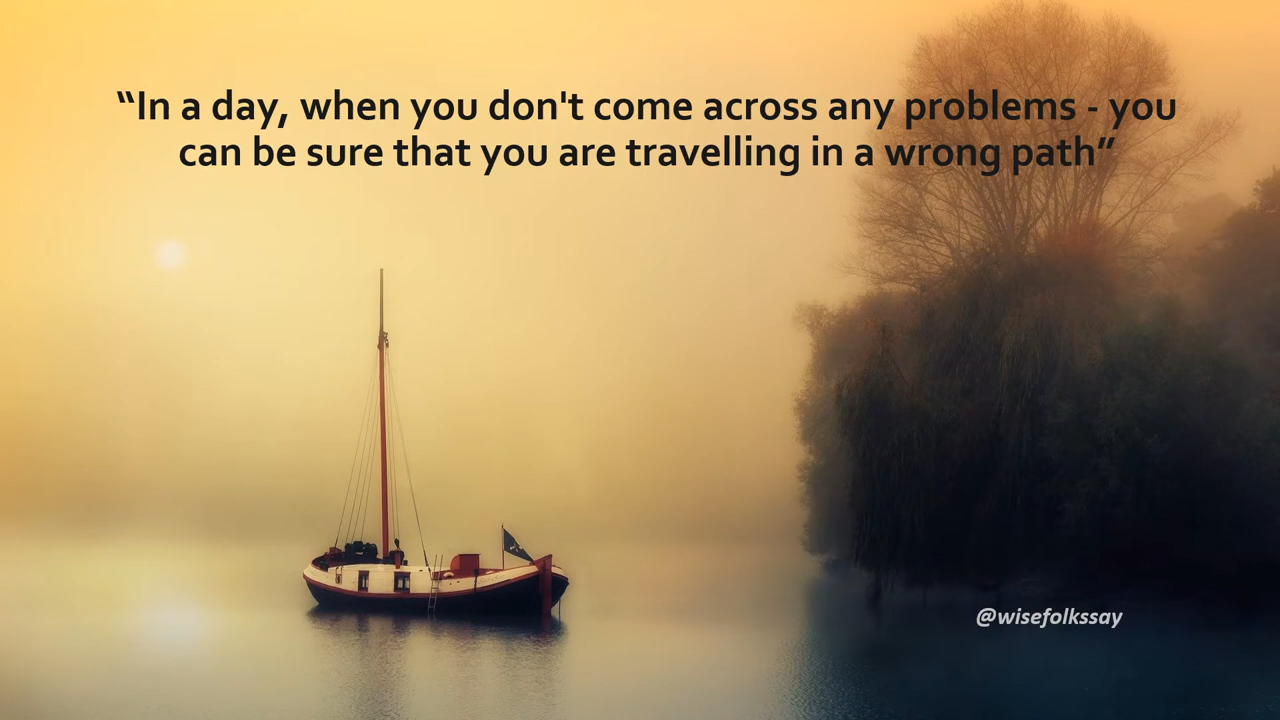 “In a day, when you don't come across any problems - you
can be sure that you are travelling in a wrong path”
@wisefolkssay